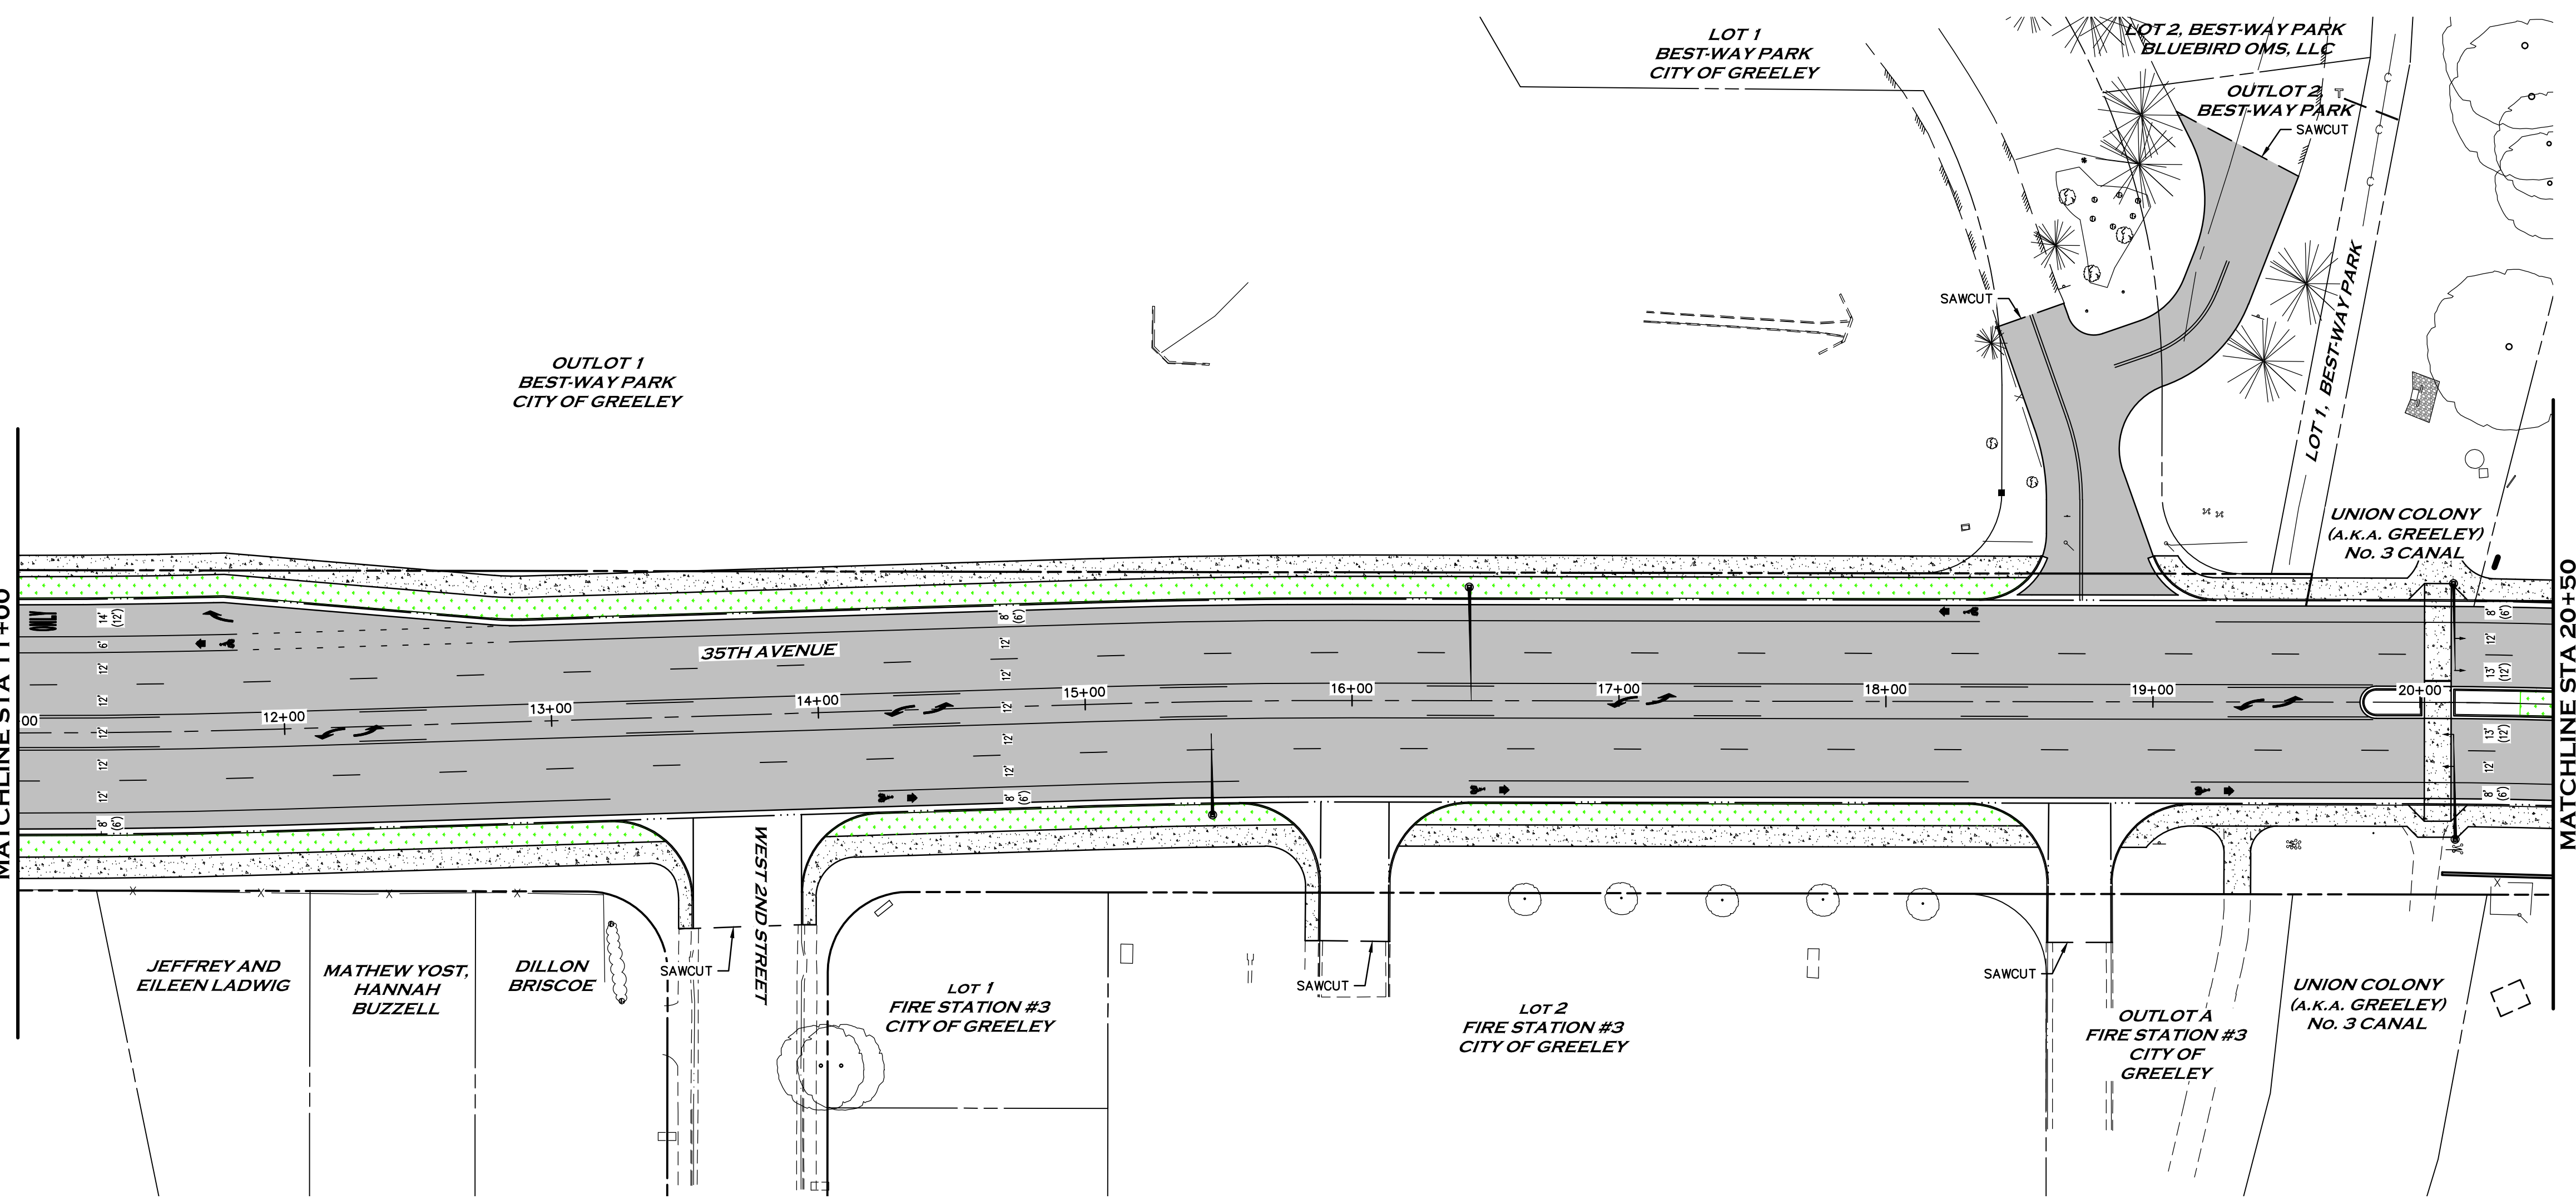 LOT 1
BEST-WAY PARK
CITY OF GREELEY
LOT 2, BEST-WAY PARK
BLUEBIRD OMS, LLC
OUTLOT 2
BEST-WAY PARK
SAWCUT
T
C
C
C
C
SAWCUT
LOT 1, BEST-WAY PARK
OUTLOT 1
BEST-WAY PARK
CITY OF GREELEY
UNION COLONY
(A.K.A. GREELEY)
No. 3 CANAL
MATCHLINE STA 11+00
MATCHLINE STA 20+50
35TH AVENUE
14'
(12')
6'
12'
12'
12'
12'
12'
8'
(6')
8'
(6')
12'
12'
12'
12'
12'
8'
(6')
8'
(6')
12'
13'
(12')
13'
(12')
12'
8'
(6')
00
12+00
13+00
14+00
15+00
16+00
17+00
18+00
19+00
20+00
WEST 2ND STREET
SAWCUT
SAWCUT
SAWCUT
JEFFREY AND
EILEEN LADWIG
MATHEW YOST,
HANNAH
BUZZELL
DILLON
BRISCOE
LOT 1
FIRE STATION #3
CITY OF GREELEY
LOT 2
FIRE STATION #3
CITY OF GREELEY
OUTLOT A
FIRE STATION #3
CITY OF
GREELEY
UNION COLONY
(A.K.A. GREELEY)
No. 3 CANAL